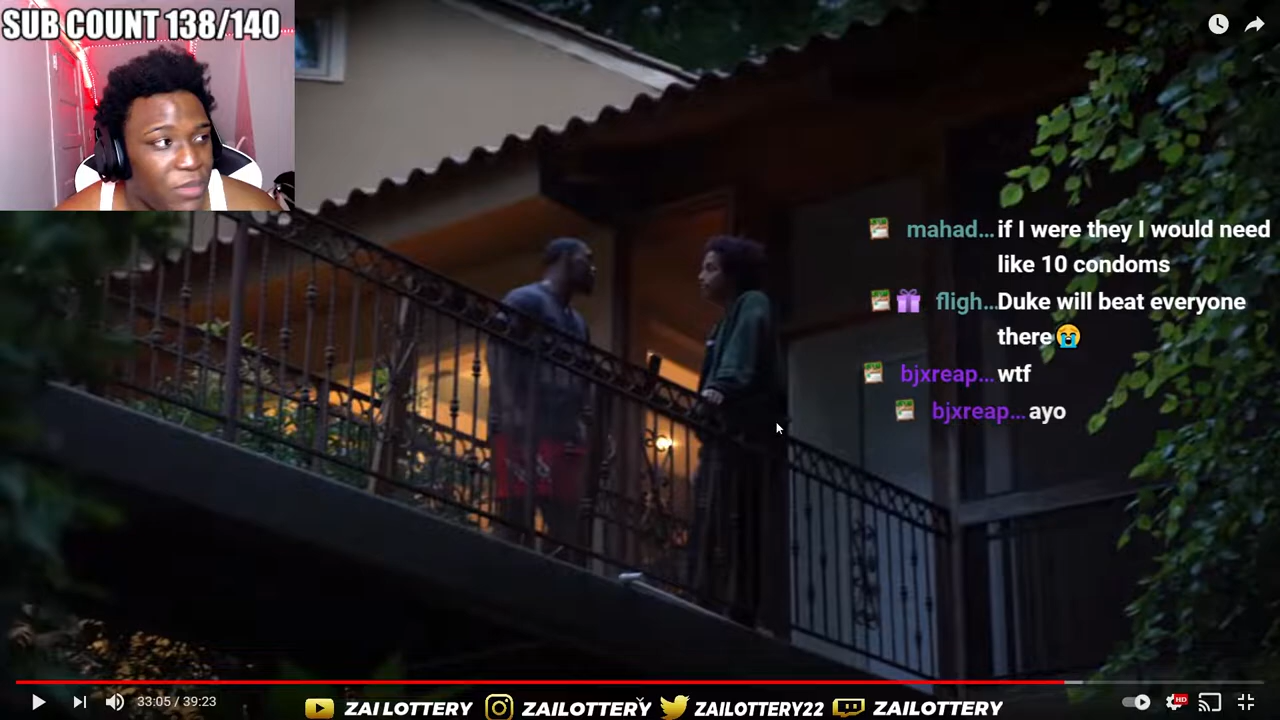 SUB COUNT 138/140
mahad... if I were they I would need
like 10 condoms
fligh... Duke will beat everyone
there😭
bjxreap... wtf
bjxreap... ayo
33:05 / 39:23
HD
ZAI LOTTERY
ZAILOTTERY
ZAILOTTERY22
ZAILOTTERY